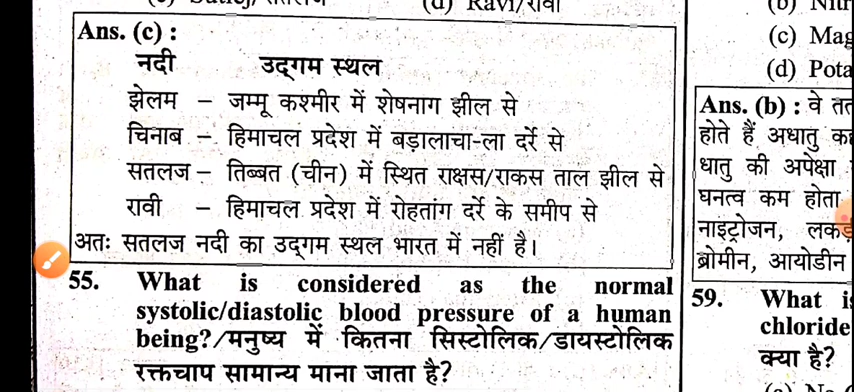 (d) Ravi/रावी
Ans. (c) :
नदी उद्गम स्थल
झेलम – जम्मू कश्मीर में शेषनाग झील से
चिनाब – हिमाचल प्रदेश में बड़ालाचा-ला दर्रे से
सतलज – तिब्बत (चीन) में स्थित राक्षस/राकस ताल झील से
रावी – हिमाचल प्रदेश में रोहतांग दर्रे के समीप से
अतः सतलज नदी का उद्गम स्थल भारत में नहीं है।
55. What is considered as the normal
systolic/diastolic blood pressure of a human
being?/मनुष्य में कितना सिस्टोलिक/डायस्टोलिक
रक्तचाप सामान्य माना जाता है?
(c) Mag
(d) Pota
Ans. (b) : वे
होते हैं अधातु
धातु की अपेक्षा
घनत्व कम होता
नाइट्रोजन,
ब्रोमीन, आयोडीन
59. What
chloride
क्या है?